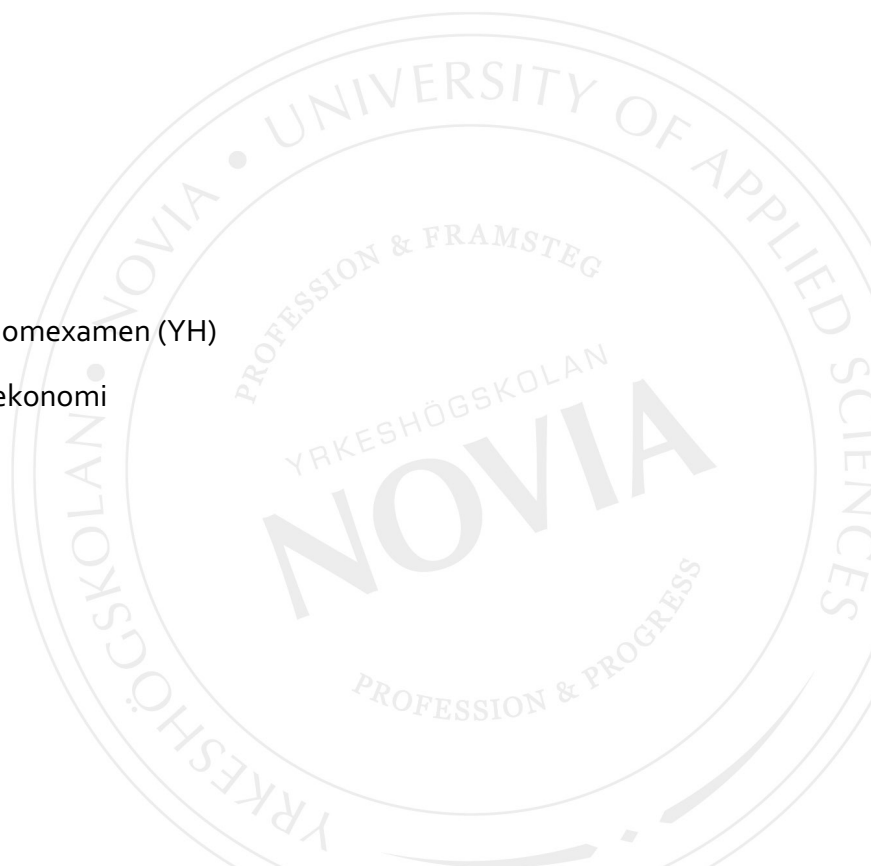 NOVIA • UNIVERSITY OF APPLIED SCIENCES
PROFESSION & FRAMSTEG
omexamen (YH)
YRKESHÖGSKOLAN
ekonomi
NOVIA
PROFESSION & PROGRESS
YRKESHÖGSKOLAN •